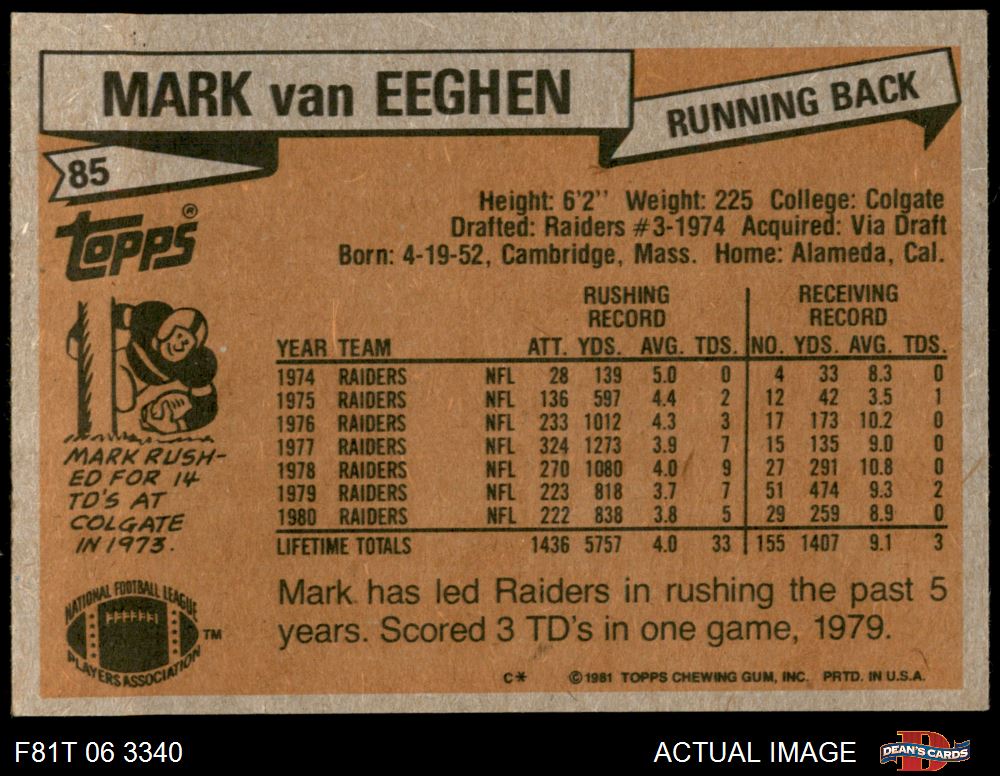 MARK van EEGHEN
RUNNING BACK
85
TOPPS®
Height: 6'2'' Weight: 225 College: Colgate
Drafted: Raiders #3-1974 Acquired: Via Draft
Born: 4-19-52, Cambridge, Mass. Home: Alameda, Cal.
RUSHING RECORD RECEIVING RECORD
YEAR TEAM ATT. YDS. AVG. TDS. NO. YDS. AVG. TDS.
1974 RAIDERS NFL 28 139 5.0 0 4 33 8.3 0
1975 RAIDERS NFL 136 597 4.4 2 12 42 3.5 1
1976 RAIDERS NFL 233 1012 4.3 3 17 173 10.2 0
1977 RAIDERS NFL 324 1273 3.9 7 15 135 9.0 0
1978 RAIDERS NFL 270 1080 4.0 9 27 291 10.8 0
1979 RAIDERS NFL 223 818 3.7 7 51 474 9.3 2
1980 RAIDERS NFL 222 838 3.8 5 29 259 8.9 0
LIFETIME TOTALS 1436 5757 4.0 33 155 1407 9.1 3
MARK RUSH-
ED FOR 14
TD'S AT
COLGATE
IN 1973.
Mark has led Raiders in rushing the past 5
years. Scored 3 TD's in one game, 1979.
NATIONAL FOOTBALL LEAGUE
PLAYERS ASSOCIATION
TM
C* ©1981 TOPPS CHEWING GUM, INC. PRTD. IN U.S.A.
F81T 06 3340
ACTUAL IMAGE
D
DEAN'S CARDS